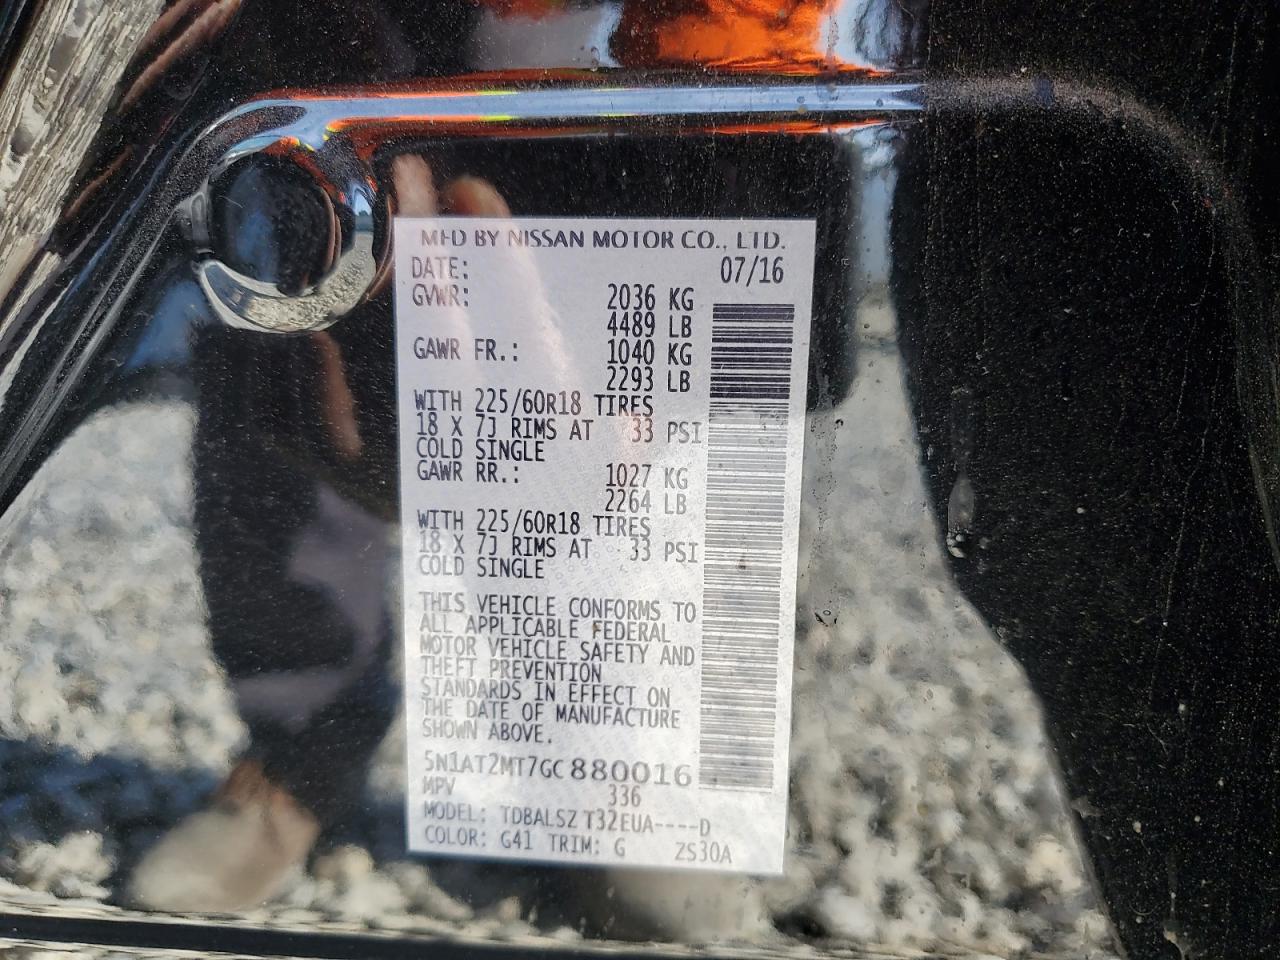 MFD BY NISSAN MOTOR CO., LTD.
DATE: 07/16
GVWR: 2036 KG
4489 LB
GAWR FR.: 1040 KG
2293 LB
WITH 225/60R18 TIRES
18 X 7J RIMS AT 33 PSI
COLD SINGLE
GAWR RR.: 1027 KG
2264 LB
WITH 225/60R18 TIRES
18 X 7J RIMS AT 33 PSI
COLD SINGLE
THIS VEHICLE CONFORMS TO
ALL APPLICABLE FEDERAL
MOTOR VEHICLE SAFETY AND
THEFT PREVENTION
STANDARDS IN EFFECT ON
THE DATE OF MANUFACTURE
SHOWN ABOVE.
5N1AT2MT7GC880016
MPV 336
MODEL: TDBALSZ T32EUA----D
COLOR: G41 TRIM: G ZS30A